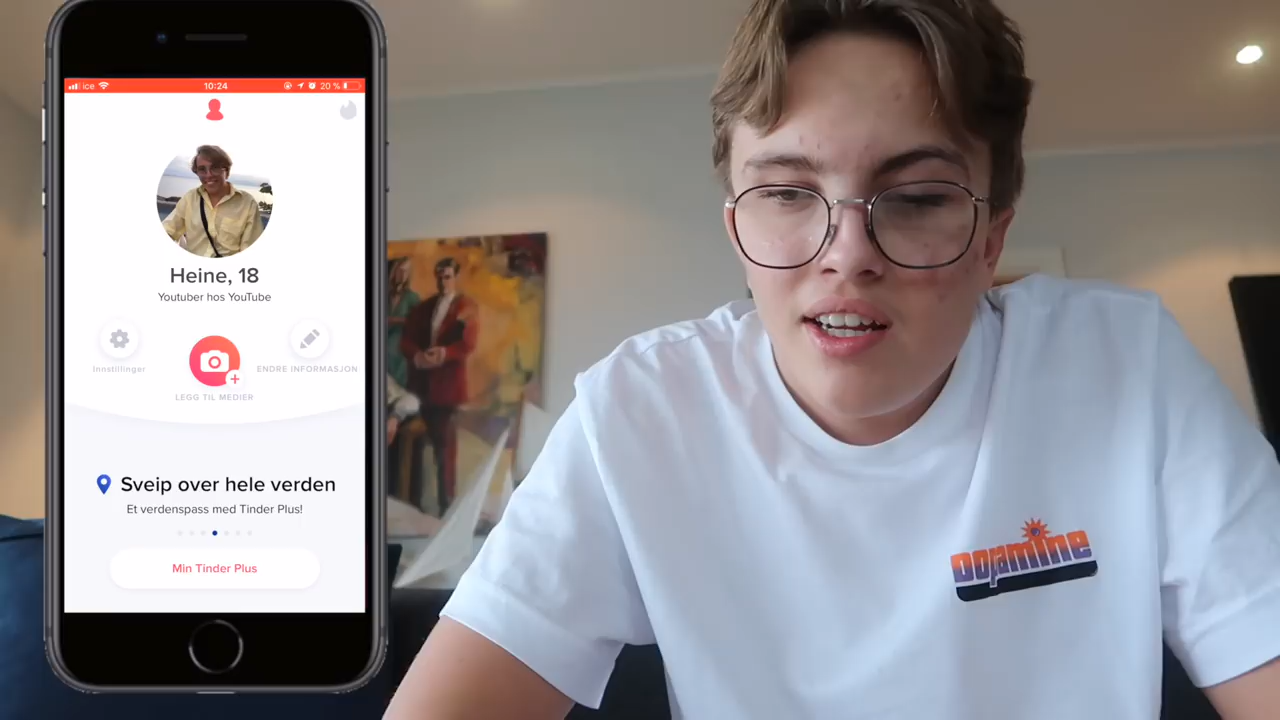 ice 10:24 20 %
Heine, 18
Youtuber hos YouTube
Innstillinger
ENDRE INFORMASJON
LEGG TIL MEDIER
Sveip over hele verden
Et verdenspass med Tinder Plus!
Min Tinder Plus
Dopamine